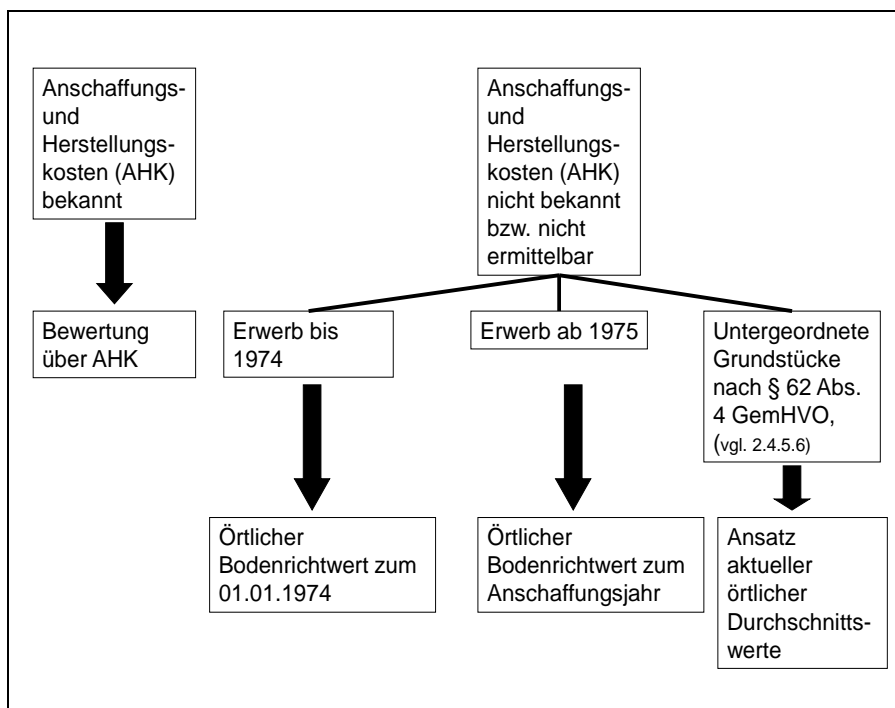 Anschaffungs-
und
Herstellungs-
kosten (AHK)
bekannt
Bewertung
über AHK
Anschaffungs-
und
Herstellungs-
kosten (AHK)
nicht bekannt
bzw. nicht
ermittelbar
Erwerb bis
1974
Örtlicher
Bodenrichtwert zum
01.01.1974
Erwerb ab 1975
Örtlicher
Bodenrichtwert zum
Anschaffungsjahr
Untergeordnete
Grundstücke
nach § 62 Abs.
4 GemHVO,
(vgl. 2.4.5.6)
Ansatz
aktueller
örtlicher
Durchschnitts-
werte